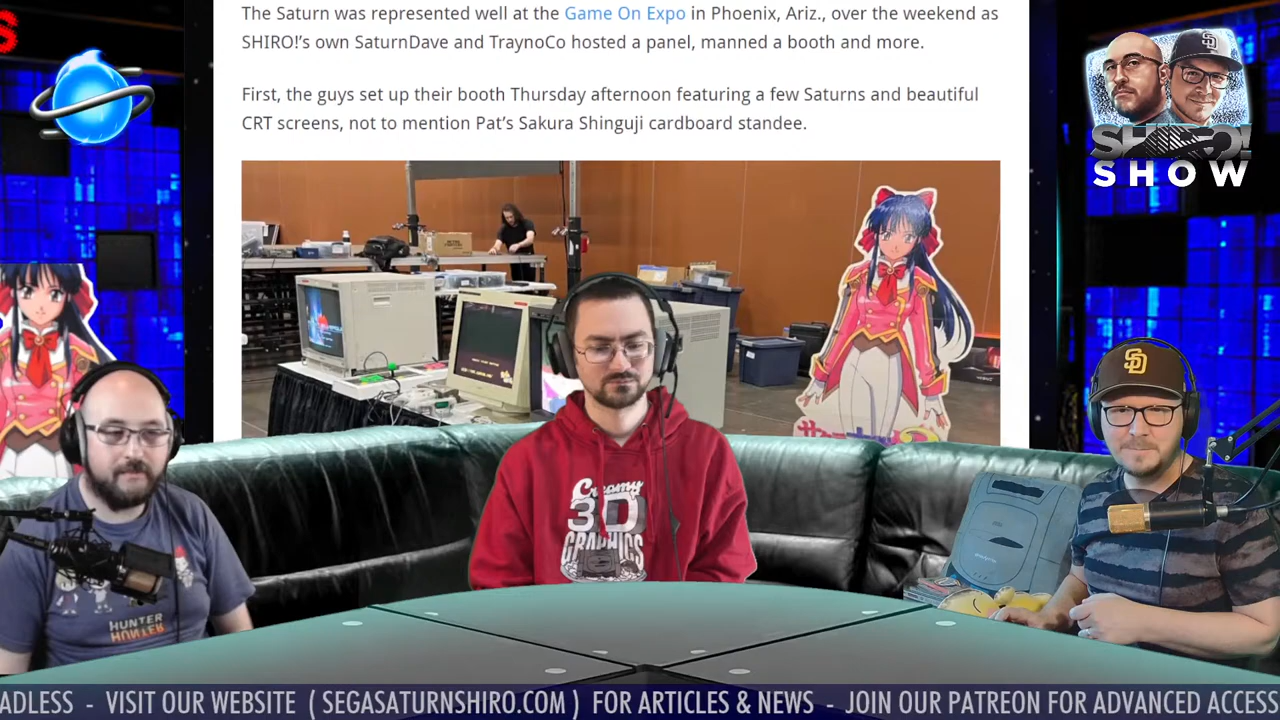 The Saturn was represented well at the Game On Expo in Phoenix, Ariz., over the weekend as
SHIRO!'s own SaturnDave and TraynoCo hosted a panel, manned a booth and more.
First, the guys set up their booth Thursday afternoon featuring a few Saturns and beautiful
CRT screens, not to mention Pat's Sakura Shinguji cardboard standee.
S
SHIRO!
SHOW
SD
Creamy
3D
GRAPHICS
HUNTER
HUNTER
ADLESS - VISIT OUR WEBSITE ( SEGASATURNSHIRO.COM ) FOR ARTICLES & NEWS - JOIN OUR PATREON FOR ADVANCED ACCESS